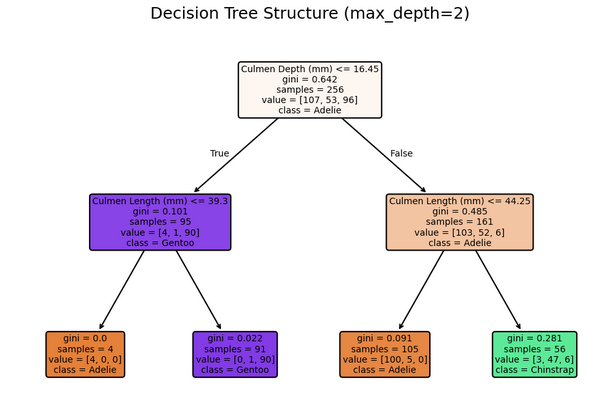 Decision Tree Structure (max_depth=2)
Culmen Depth (mm) <= 16.45
gini = 0.642
samples = 256
value = [107, 53, 96]
class = Adelie
True
False
Culmen Length (mm) <= 39.3
gini = 0.101
samples = 95
value = [4, 1, 90]
class = Gentoo
Culmen Length (mm) <= 44.25
gini = 0.485
samples = 161
value = [103, 52, 6]
class = Adelie
gini = 0.0
samples = 4
value = [4, 0, 0]
class = Adelie
gini = 0.022
samples = 91
value = [0, 1, 90]
class = Gentoo
gini = 0.091
samples = 105
value = [100, 5, 0]
class = Adelie
gini = 0.281
samples = 56
value = [3, 47, 6]
class = Chinstrap